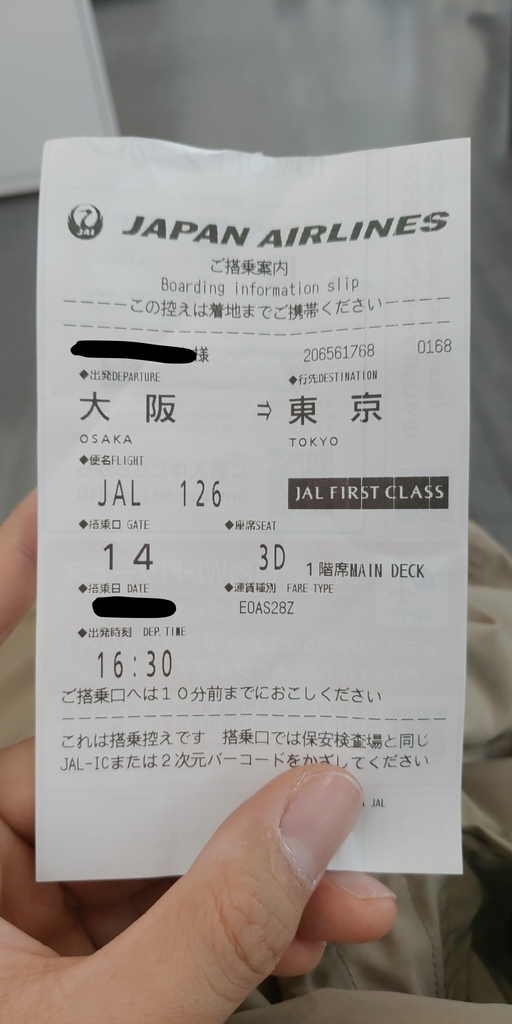 JAL
JAPAN AIRLINES
ご搭乗案内
Boarding information slip
-----この控えは着地までご携帯ください-----
様 206561768 0168
◆出発DEPARTURE ◆行先DESTINATION
大 阪 ⇒ 東 京
OSAKA TOKYO
◆便名FLIGHT
JAL 126 JAL FIRST CLASS
◆搭乗口 GATE ◆座席SEAT
14 3D 1階席MAIN DECK
◆搭乗日 DATE ◆運賃種別 FARE TYPE
EOAS28Z
◆出発時刻 DEP.TIME
16:30
ご搭乗口へは10分前までにおこしください
これは搭乗控えです 搭乗口では保安検査場と同じ
JAL-ICまたは2次元バーコードをかざしてください
JAL